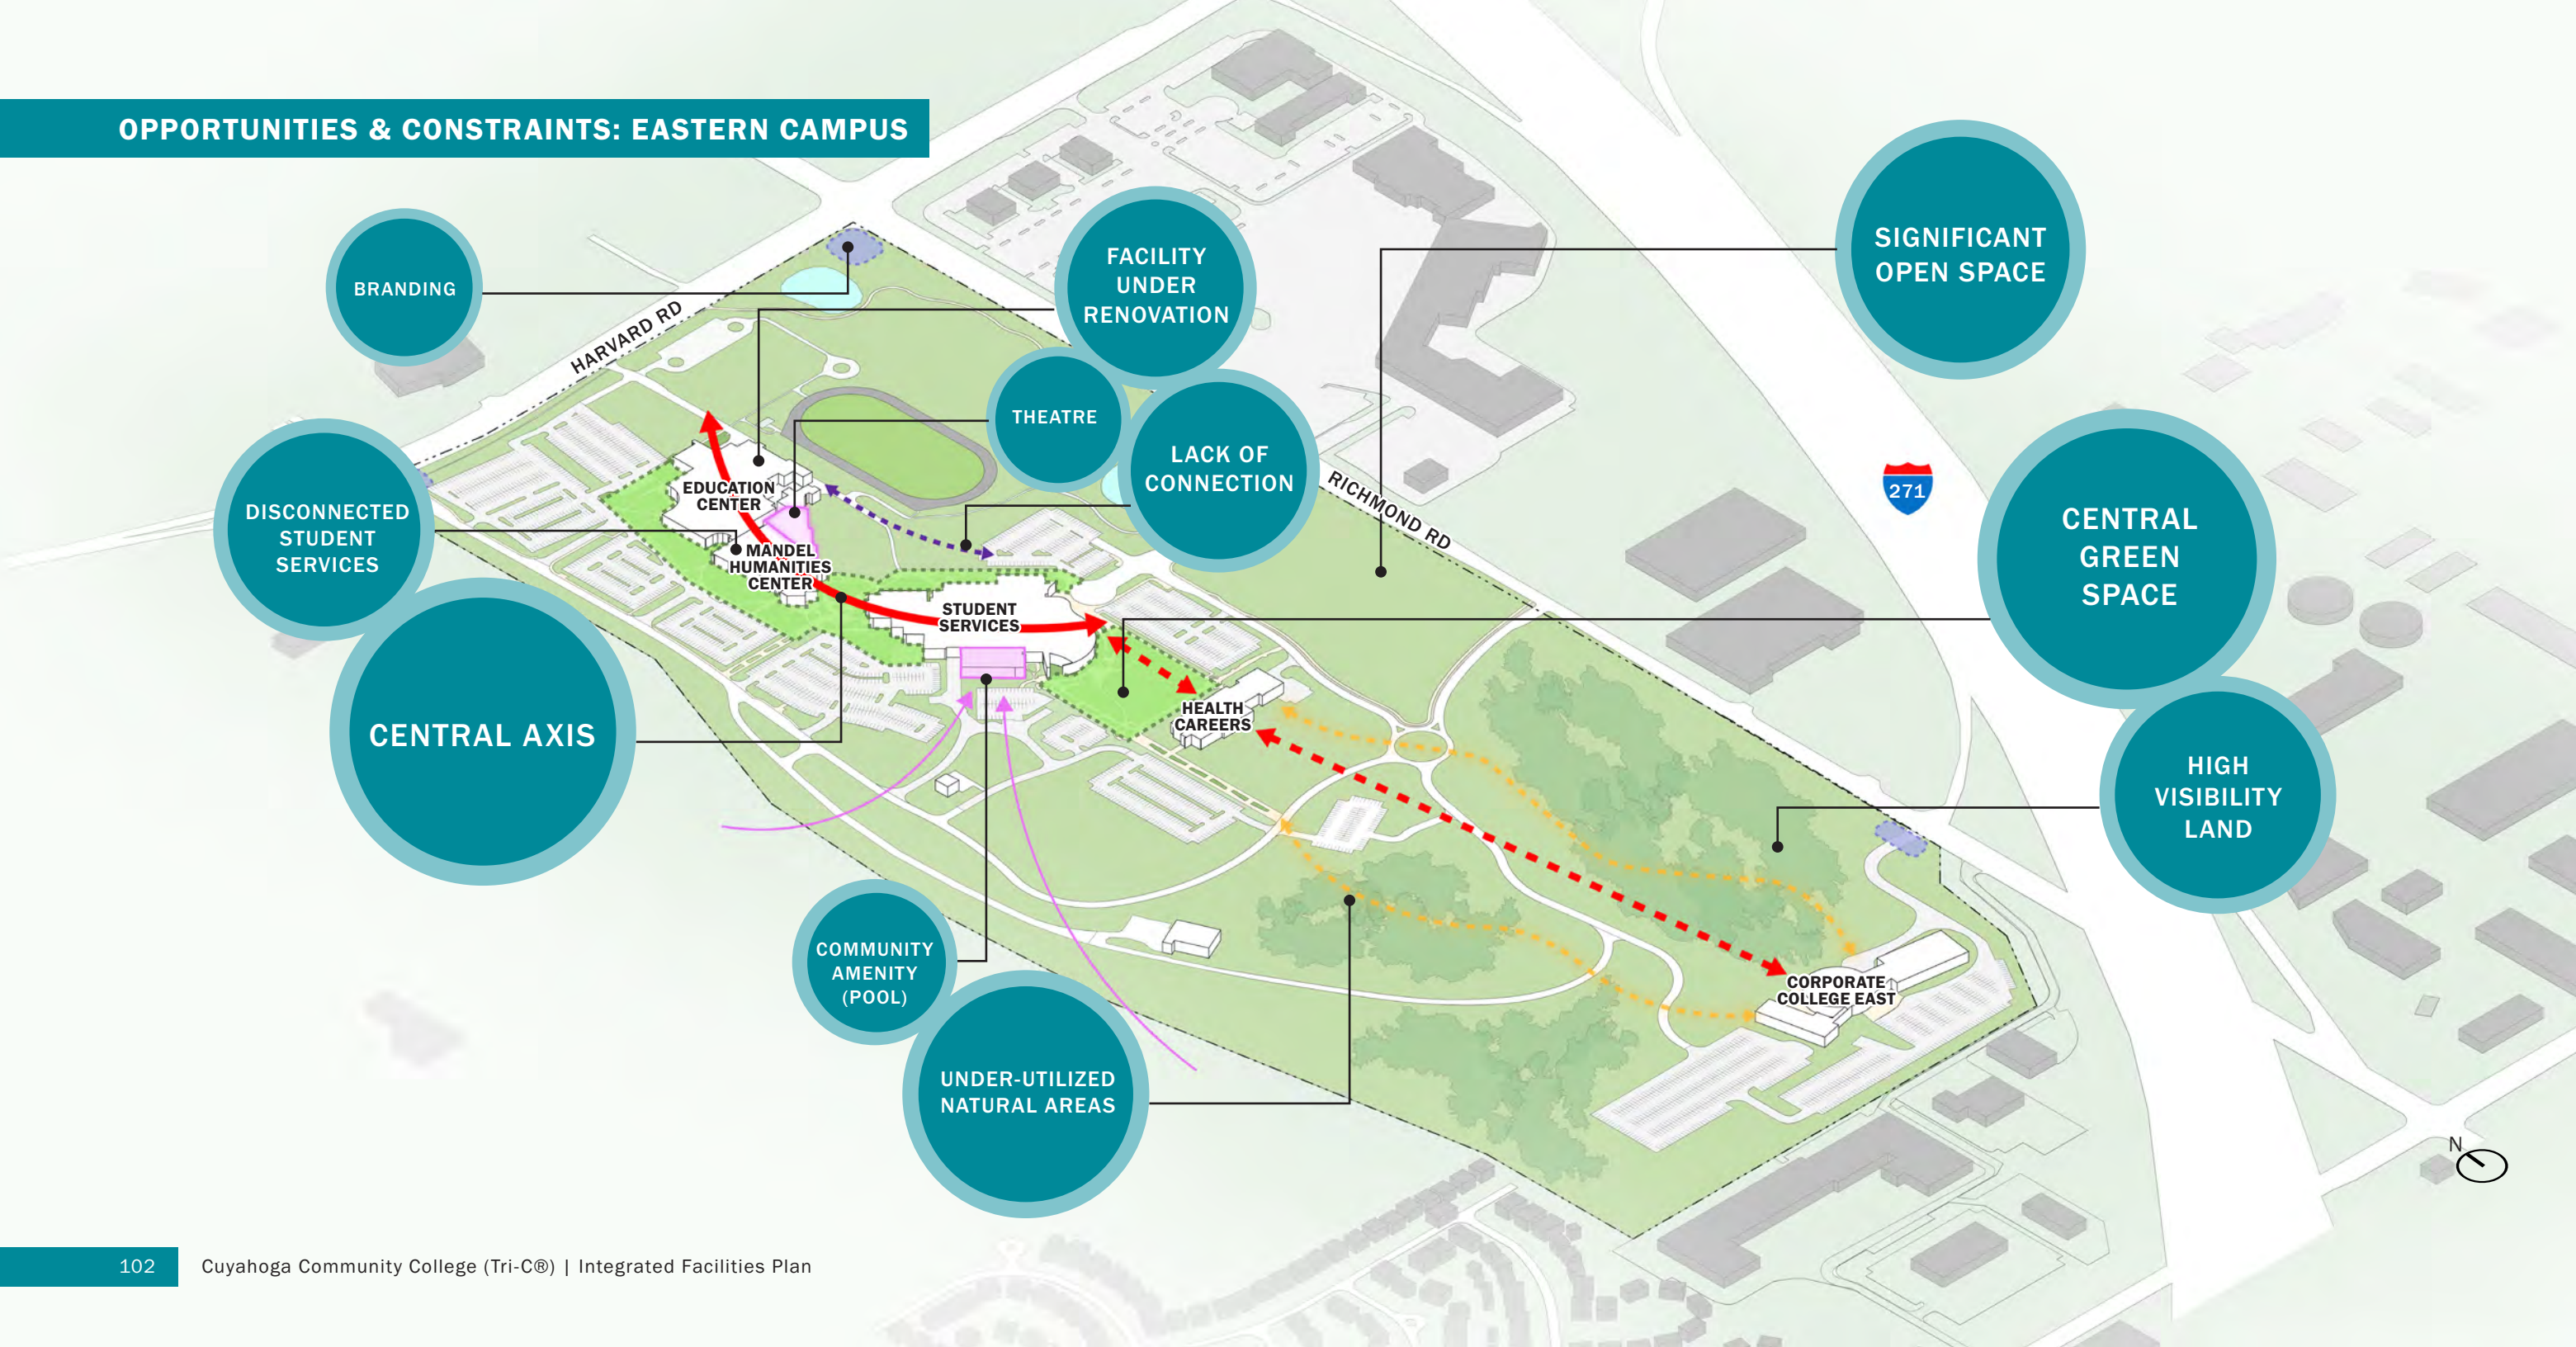 OPPORTUNITIES & CONSTRAINTS: EASTERN CAMPUS
BRANDING
FACILITY
UNDER
RENOVATION
SIGNIFICANT
OPEN SPACE
HARVARD RD
THEATRE
LACK OF
CONNECTION
RICHMOND RD
271
DISCONNECTED
STUDENT
SERVICES
EDUCATION
CENTER
MANDEL
HUMANITIES
CENTER
CENTRAL
GREEN
SPACE
STUDENT
SERVICES
CENTRAL AXIS
HEALTH
CAREERS
HIGH
VISIBILITY
LAND
COMMUNITY
AMENITY
(POOL)
CORPORATE
COLLEGE EAST
UNDER-UTILIZED
NATURAL AREAS
N
102
Cuyahoga Community College (Tri-C®) | Integrated Facilities Plan